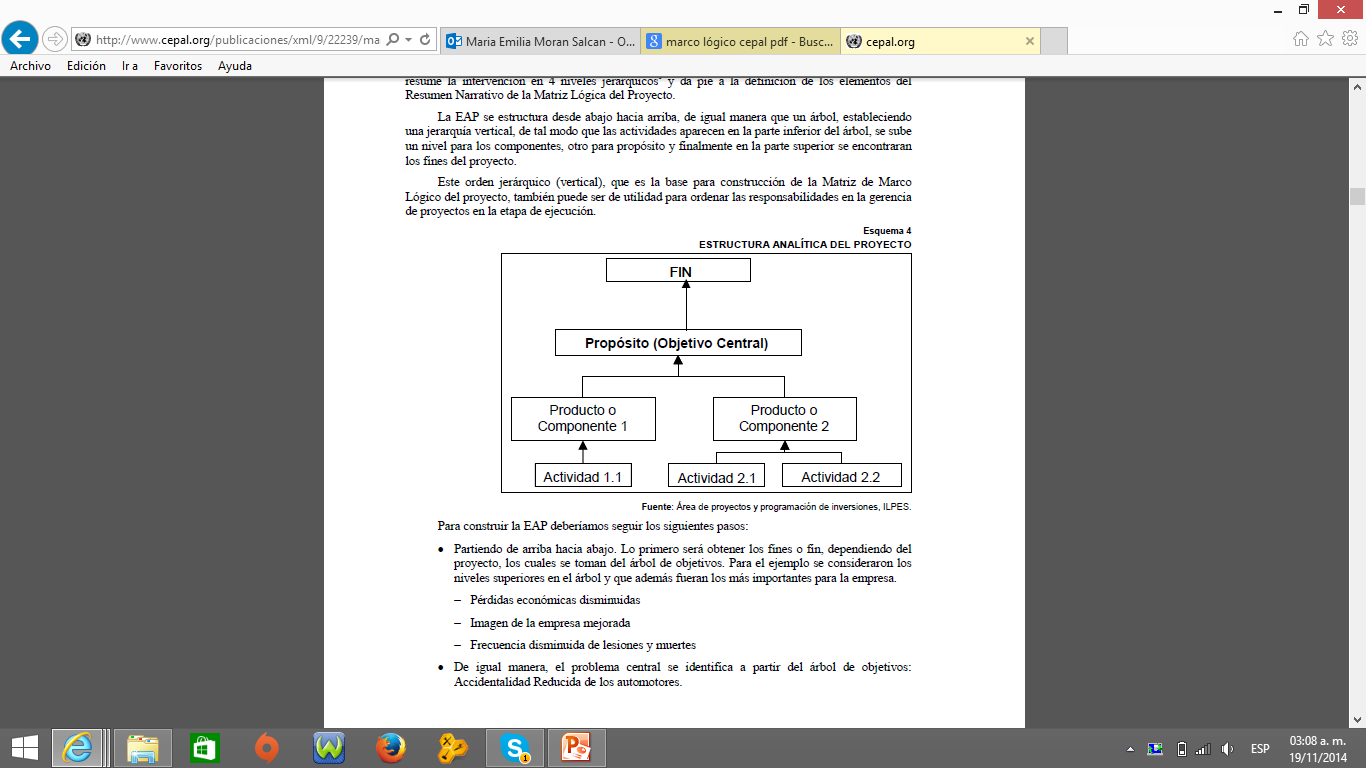 http://www.cepal.org/publicaciones/xml/9/22239/ma
Maria Emilia Moran Salcan - O...
marco lógico cepal pdf - Busc...
cepal.org
Archivo Edición Ir a Favoritos Ayuda
resume la intervención en 4 niveles jerárquicos" y da pie a la definición de los elementos del
Resumen Narrativo de la Matriz Lógica del Proyecto.
La EAP se estructura desde abajo hacia arriba, de igual manera que un árbol, estableciendo
una jerarquía vertical, de tal modo que las actividades aparecen en la parte inferior del árbol, se sube
un nivel para los componentes, otro para propósito y finalmente en la parte superior se encontraran
los fines del proyecto.
Este orden jerárquico (vertical), que es la base para construcción de la Matriz de Marco
Lógico del proyecto, también puede ser de utilidad para ordenar las responsabilidades en la gerencia
de proyectos en la etapa de ejecución.
Esquema 4
ESTRUCTURA ANALÍTICA DEL PROYECTO
FIN
Propósito (Objetivo Central)
Producto o
Componente 1
Producto o
Componente 2
Actividad 1.1
Actividad 2.1
Actividad 2.2
Fuente: Área de proyectos y programación de inversiones, ILPES.
Para construir la EAP deberíamos seguir los siguientes pasos:
• Partiendo de arriba hacia abajo. Lo primero será obtener los fines o fin, dependiendo del
proyecto, los cuales se toman del árbol de objetivos. Para el ejemplo se consideraron los
niveles superiores en el árbol y que además fueran los más importantes para la empresa.
– Pérdidas económicas disminuidas
– Imagen de la empresa mejorada
– Frecuencia disminuida de lesiones y muertes
• De igual manera, el problema central se identifica a partir del árbol de objetivos:
Accidentalidad Reducida de los automotores.
ESP
03:08 a. m.
19/11/2014